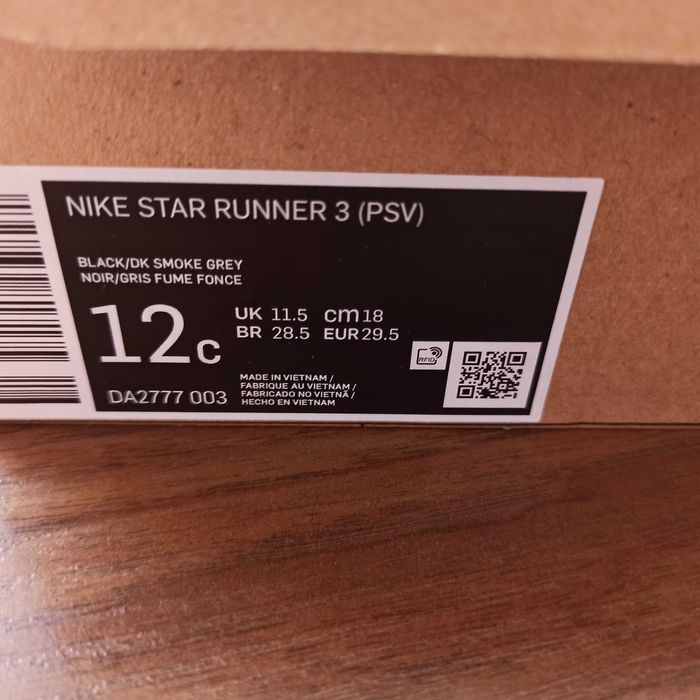 NIKE STAR RUNNER 3 (PSV)
BLACK/DK SMOKE GREY
NOIR/GRIS FUME FONCE
12C
UK 11.5 cm 18
BR 28.5 EUR 29.5
RFID
DA2777 003
MADE IN VIETNAM /
FABRIQUE AU VIETNAM /
FABRICADO NO VIETNÃ /
HECHO EN VIETNAM